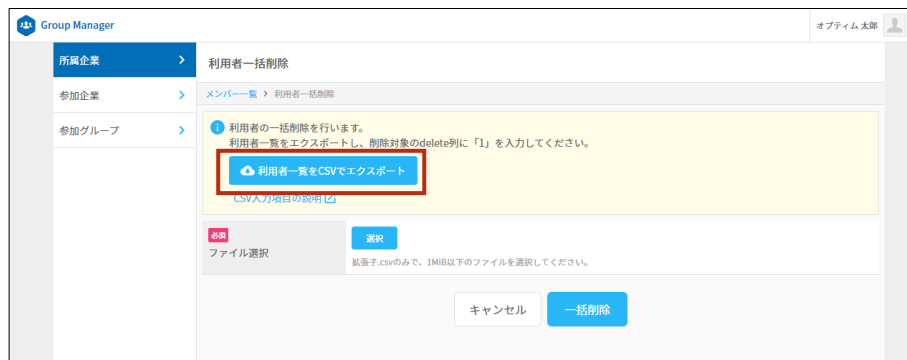 Group Manager
オプティム 太郎
所属企業
参加企業
参加グループ
利用者一括削除
メンバー一覧 > 利用者一括削除
利用者の一括削除を行います。
利用者一覧をエクスポートし、削除対象のdelete列に「1」を入力してください。
利用者一覧をCSVでエクスポート
CSV入力項目の説明
必須
ファイル選択
選択
拡張子.csvのみで、1MiB以下のファイルを選択してください。
キャンセル
一括削除